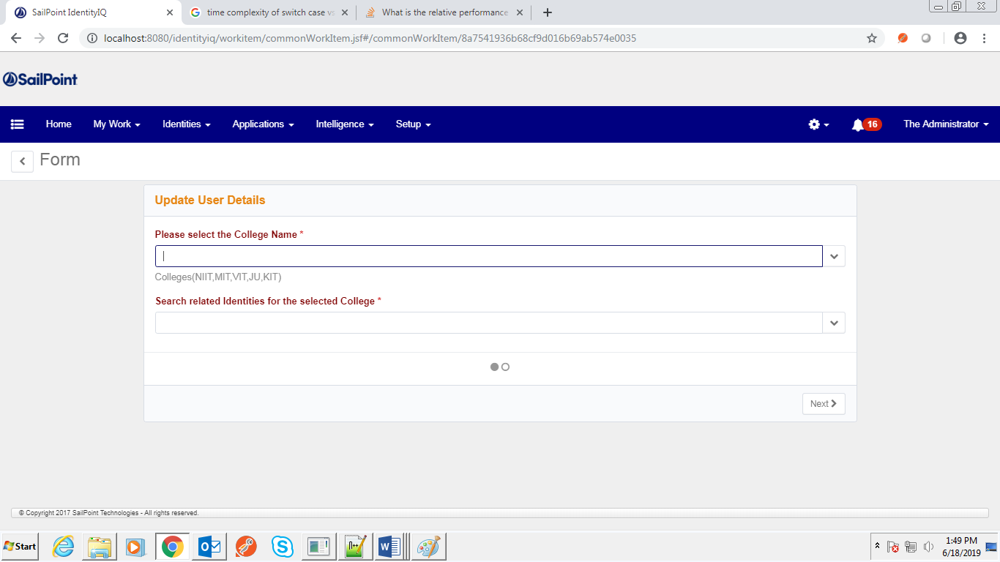 SailPoint IdentityIQ
time complexity of switch case vs
What is the relative performance
localhost:8080/identityiq/workitem/commonWorkItem.jsf#/commonWorkItem/8a7541936b68cf9d016b69ab574e0035
SailPoint
Home My Work Identities Applications Intelligence Setup 16 The Administrator
Form
Update User Details
Please select the College Name *
Colleges(NIIT,MIT,VIT,JU,KIT)
Search related Identities for the selected College *
Next
© Copyright 2017 SailPoint Technologies - All rights reserved.
Start
1:49 PM
6/18/2019